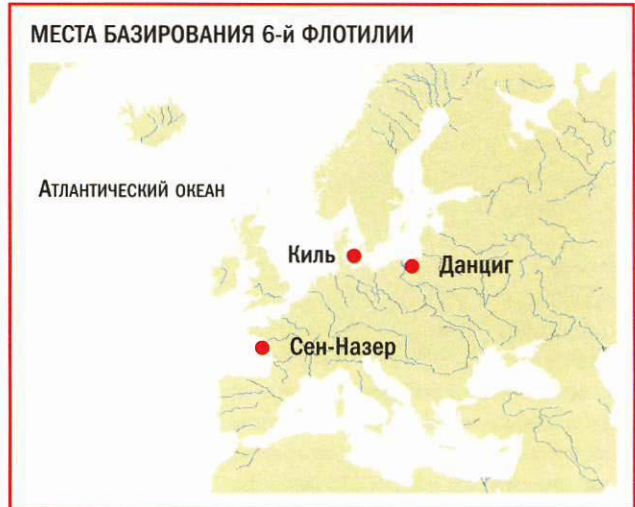 МЕСТА БАЗИРОВАНИЯ 6-й ФЛОТИЛИИ
Атлантический океан
Киль
Данциг
Сен-Назер